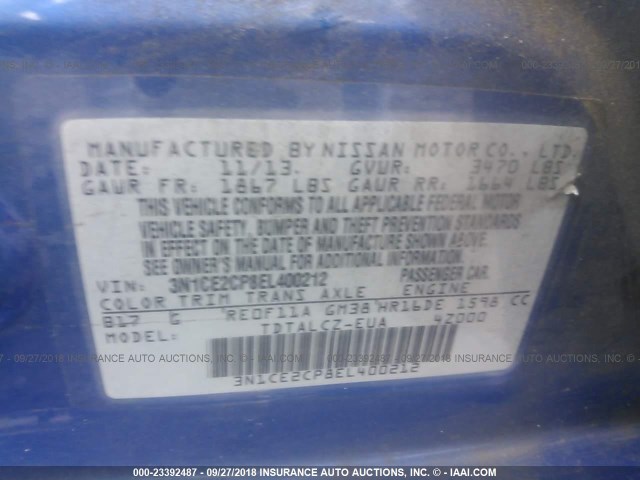 MANUFACTURED BY NISSAN MOTOR CO., LTD.
DATE: 11/13. GVWR: 3470 LBS
GAWR FR: 1867 LBS GAWR RR: 1664 LBS
THIS VEHICLE CONFORMS TO ALL APPLICABLE FEDERAL MOTOR
VEHICLE SAFETY, BUMPER AND THEFT PREVENTION STANDARDS
IN EFFECT ON THE DATE OF MANUFACTURE SHOWN ABOVE.
SEE OWNER'S MANUAL FOR ADDITIONAL INFORMATION.
VIN: 3N1CE2CP8EL400212 PASSENGER CAR
COLOR TRIM TRANS AXLE ENGINE
B17 G RE0F11A GM38 HR16DE 1598 CC
MODEL: TDTALCZ-EUA 42000
3N1CE2CP8EL400212
000-23392487 - 09/27/2018 INSURANCE AUTO AUCTIONS, INC. - © IAAI.COM